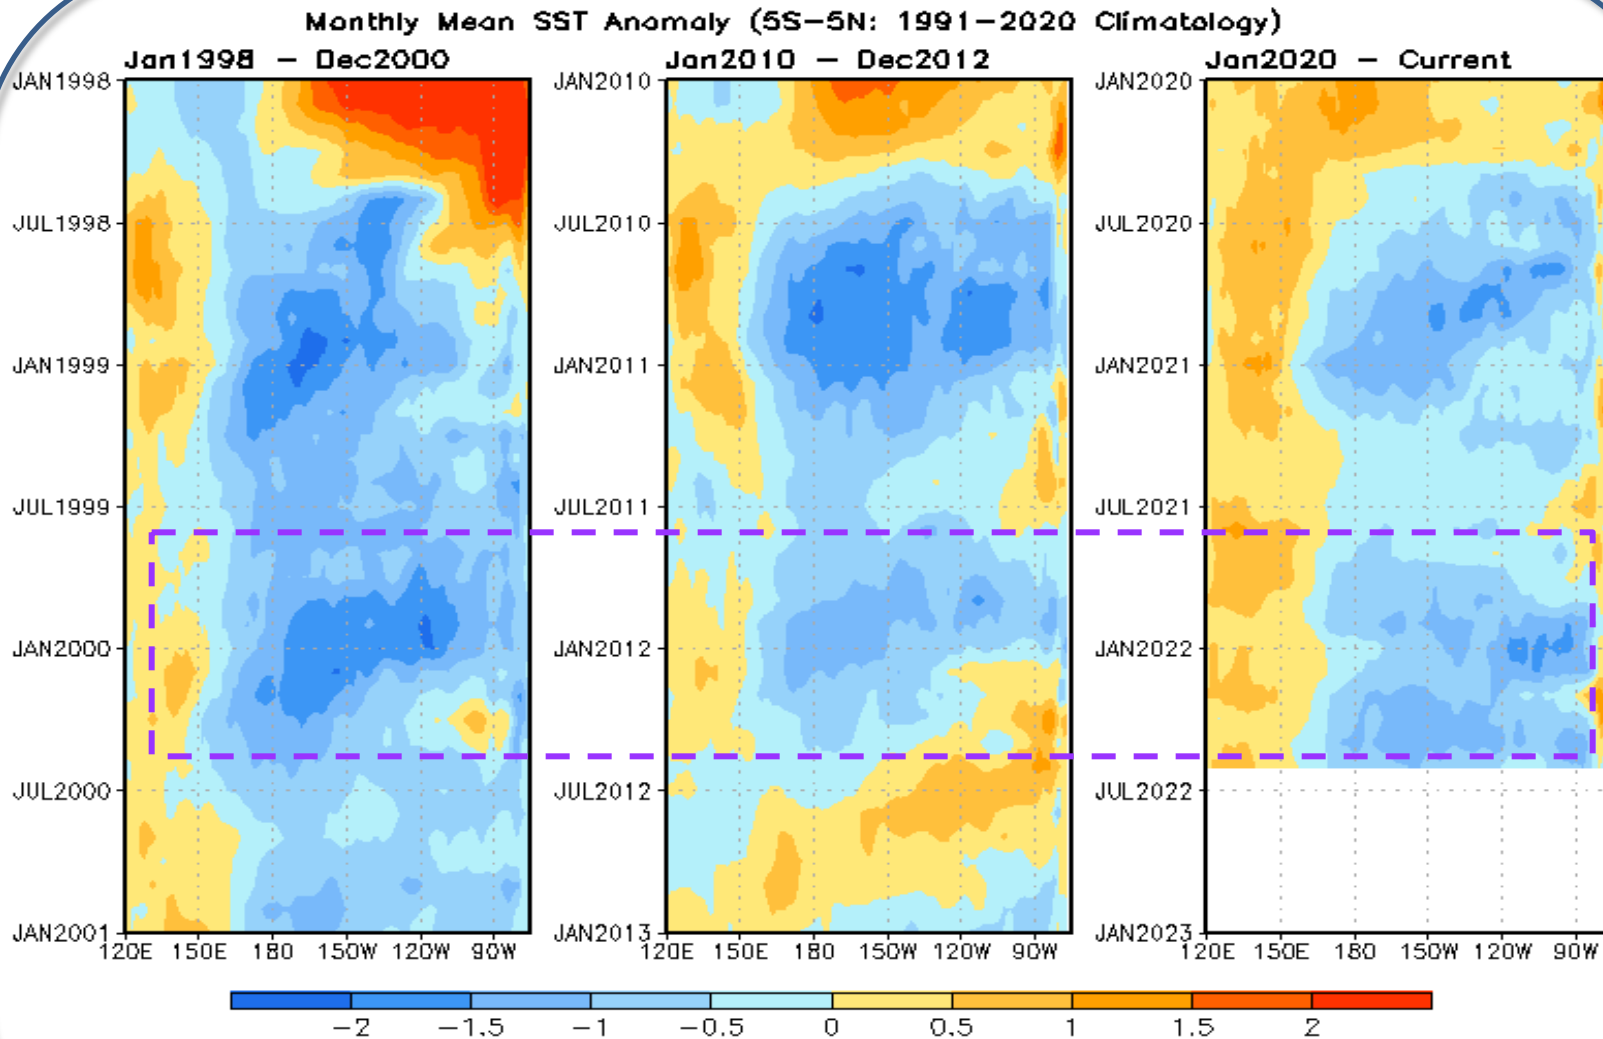 Monthly Mean SST Anomaly (5S-5N: 1991-2020 Climatology)
Jan1998 - Dec2000
JAN1998
JUL1998
JAN1999
JUL1999
JAN2000
JUL2000
JAN2001
120E 150E 180 150W 120W 90W
Jan2010 - Dec2012
JAN2010
JUL2010
JAN2011
JUL2011
JAN2012
JUL2012
JAN2013
120E 150E 180 150W 120W 90W
Jan2020 - Current
JAN2020
JUL2020
JAN2021
JUL2021
JAN2022
JUL2022
JAN2023
120E 150E 180 150W 120W 90W
-2 -1.5 -1 -0.5 0 0.5 1 1.5 2